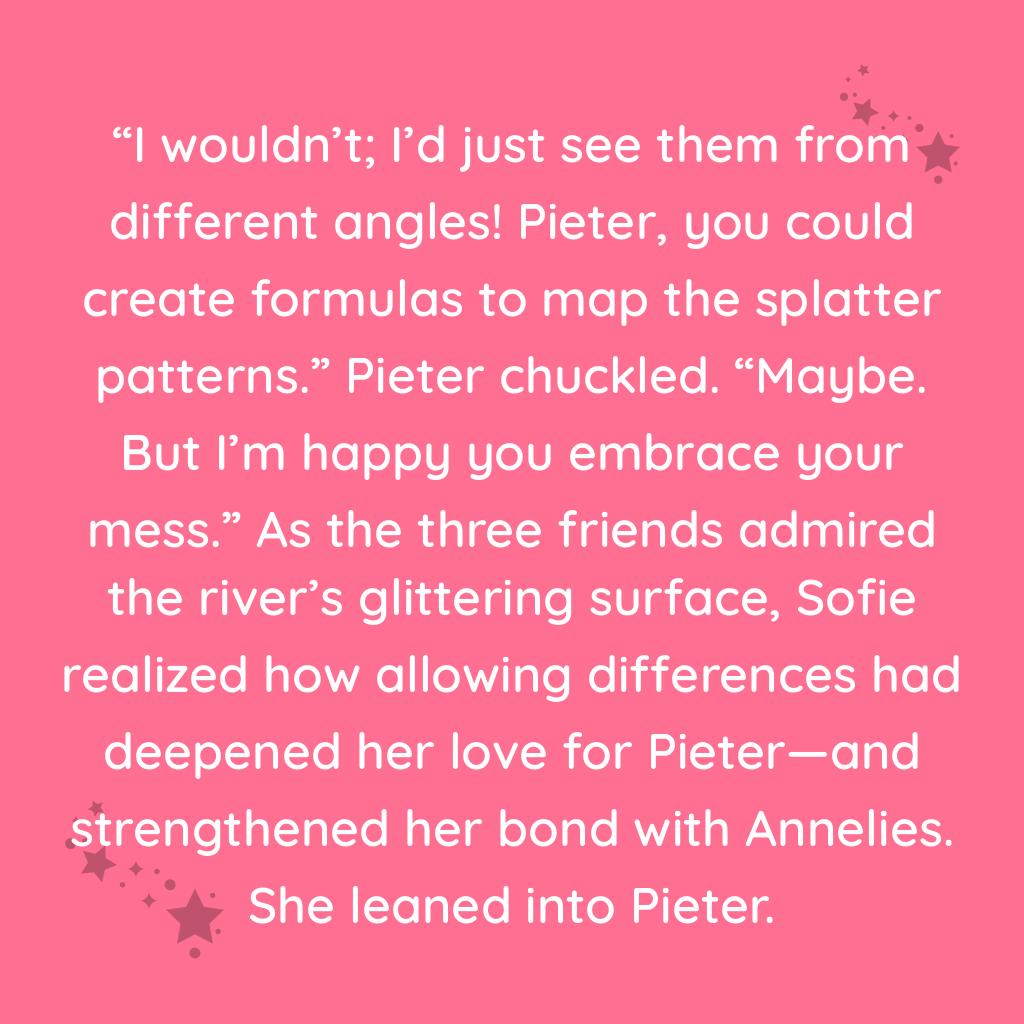 “I wouldn’t; I’d just see them from
different angles! Pieter, you could
create formulas to map the splatter
patterns.” Pieter chuckled. “Maybe.
But I’m happy you embrace your
mess.” As the three friends admired
the river’s glittering surface, Sofie
realized how allowing differences had
deepened her love for Pieter—and
strengthened her bond with Annelies.
She leaned into Pieter.